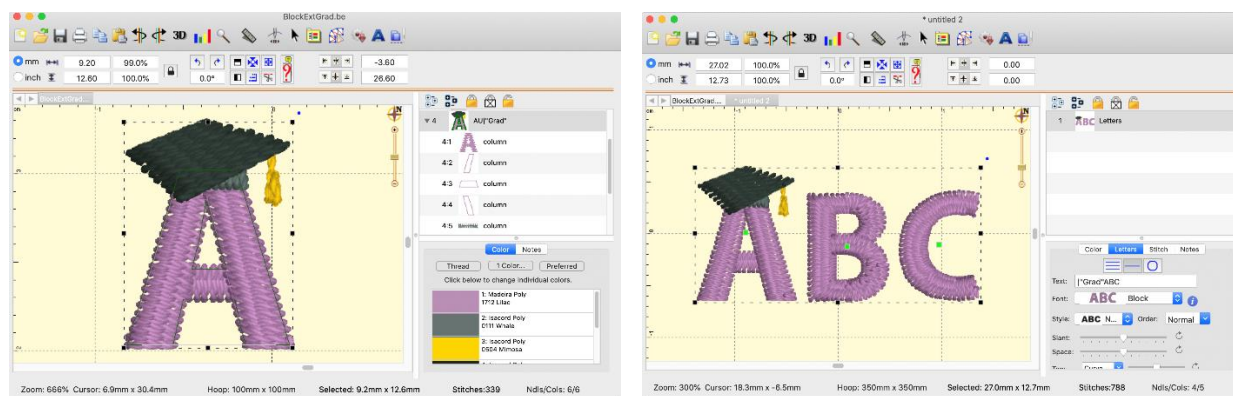 BlockExtGrad.be
3D
mm 9.20 99.0% -3.60
inch 12.60 100.0% 0.0° 26.60
BlockExtGrad...
4 AU|"Grad"
4:1 column
4:2 column
4:3 column
4:4 column
4:5 column
Color Notes
Thread 1 Color... Preferred
Click below to change individual colors.
1: Madeira Poly
1712 Lilac
2: Isacord Poly
0111 Whale
3: Isacord Poly
0504 Mimosa
Zoom: 666% Cursor: 6.9mm x 30.4mm Hoop: 100mm x 100mm Selected: 9.2mm x 12.6mm Stitches:339 Ndls/Cols: 6/6
* untitled 2
3D
mm 27.02 100.0% 0.00
inch 12.73 100.0% 0.0° 0.00
BlockExtGrad... * untitled 2
1 ABC Letters
ABC
Color Letters Stitch Notes
Text: |"Grad"ABC
Font: ABC Block
Style: ABC N... Order: Normal
Slant:
Space:
Zoom: 300% Cursor: 18.3mm x -6.5mm Hoop: 350mm x 350mm Selected: 27.0mm x 12.7mm Stitches:788 Ndls/Cols: 4/5